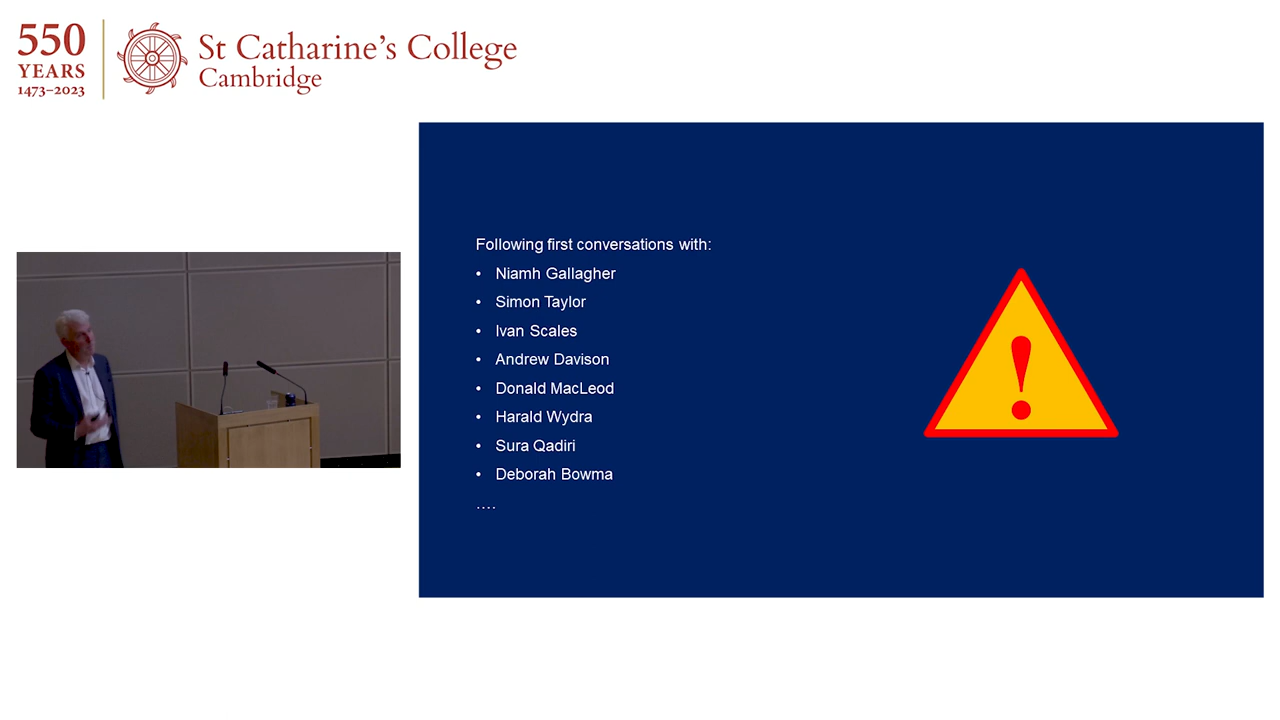 550
YEARS
1473–2023
St Catharine’s College
Cambridge
Following first conversations with:
• Niamh Gallagher
• Simon Taylor
• Ivan Scales
• Andrew Davison
• Donald MacLeod
• Harald Wydra
• Sura Qadiri
• Deborah Bowma
….
!